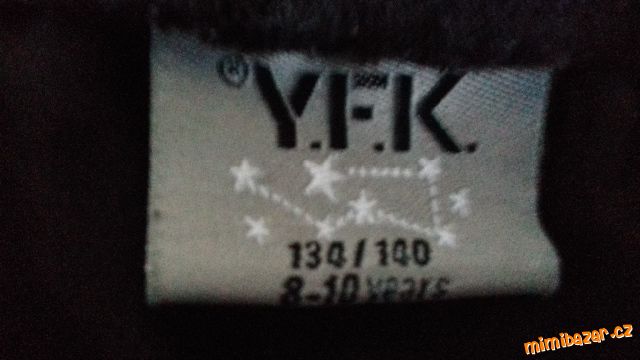 ® Y.F.K.
134/140
8-10 years
mimibazar.cz